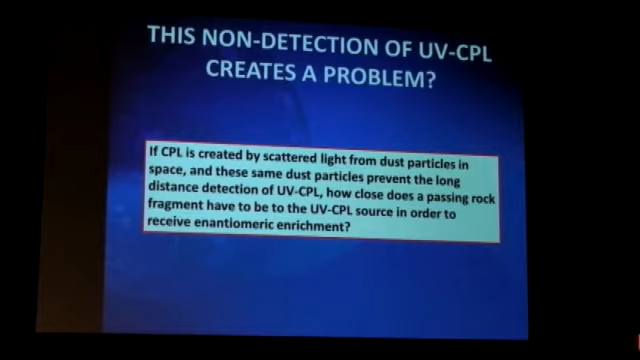 THIS NON-DETECTION OF UV-CPL
CREATES A PROBLEM?
If CPL is created by scattered light from dust particles in
space, and these same dust particles prevent the long
distance detection of UV-CPL, how close does a passing rock
fragment have to be to the UV-CPL source in order to
receive enantiomeric enrichment?